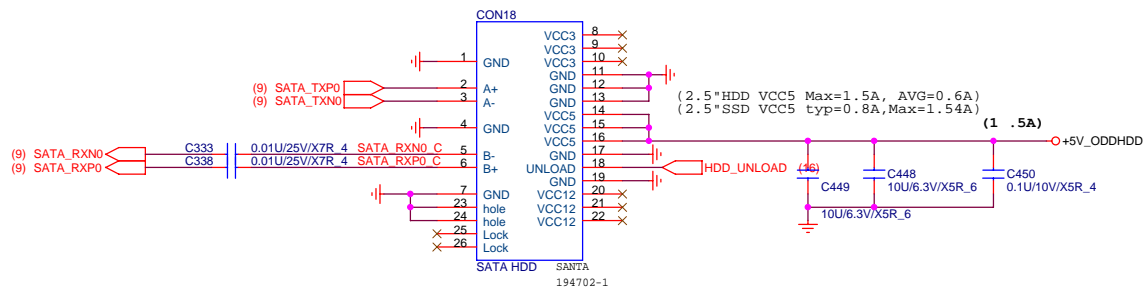 CON18
1 GND
(9) SATA_TXP0 2 A+
(9) SATA_TXN0 3 A-
4 GND
(9) SATA_RXN0 C333 0.01U/25V/X7R_4 SATA_RXN0_C 5 B-
(9) SATA_RXP0 C338 0.01U/25V/X7R_4 SATA_RXP0_C 6 B+
7 GND
23 hole
24 hole
25 Lock
26 Lock
VCC3 8
VCC3 9
VCC3 10
GND 11
GND 12
GND 13
VCC5 14
VCC5 15
VCC5 16
GND 17
UNLOAD 18 HDD_UNLOAD (16)
GND 19
VCC12 20
VCC12 21
VCC12 22
SATA HDD
SANTA
194702-1
(2.5"HDD VCC5 Max=1.5A, AVG=0.6A)
(2.5"SSD VCC5 typ=0.8A,Max=1.54A)
(1 .5A)
+5V_ODDHDD
C449
10U/6.3V/X5R_6
C448
10U/6.3V/X5R_6
C450
0.1U/10V/X5R_4